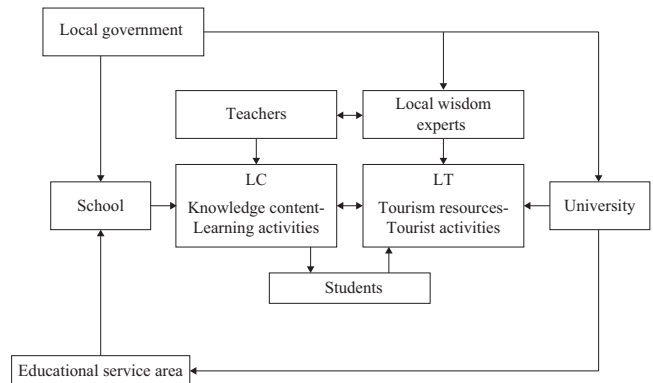 Local government
Teachers
Local wisdom
experts
School
LC
Knowledge content-
Learning activities
LT
Tourism resources-
Tourist activities
University
Students
Educational service area